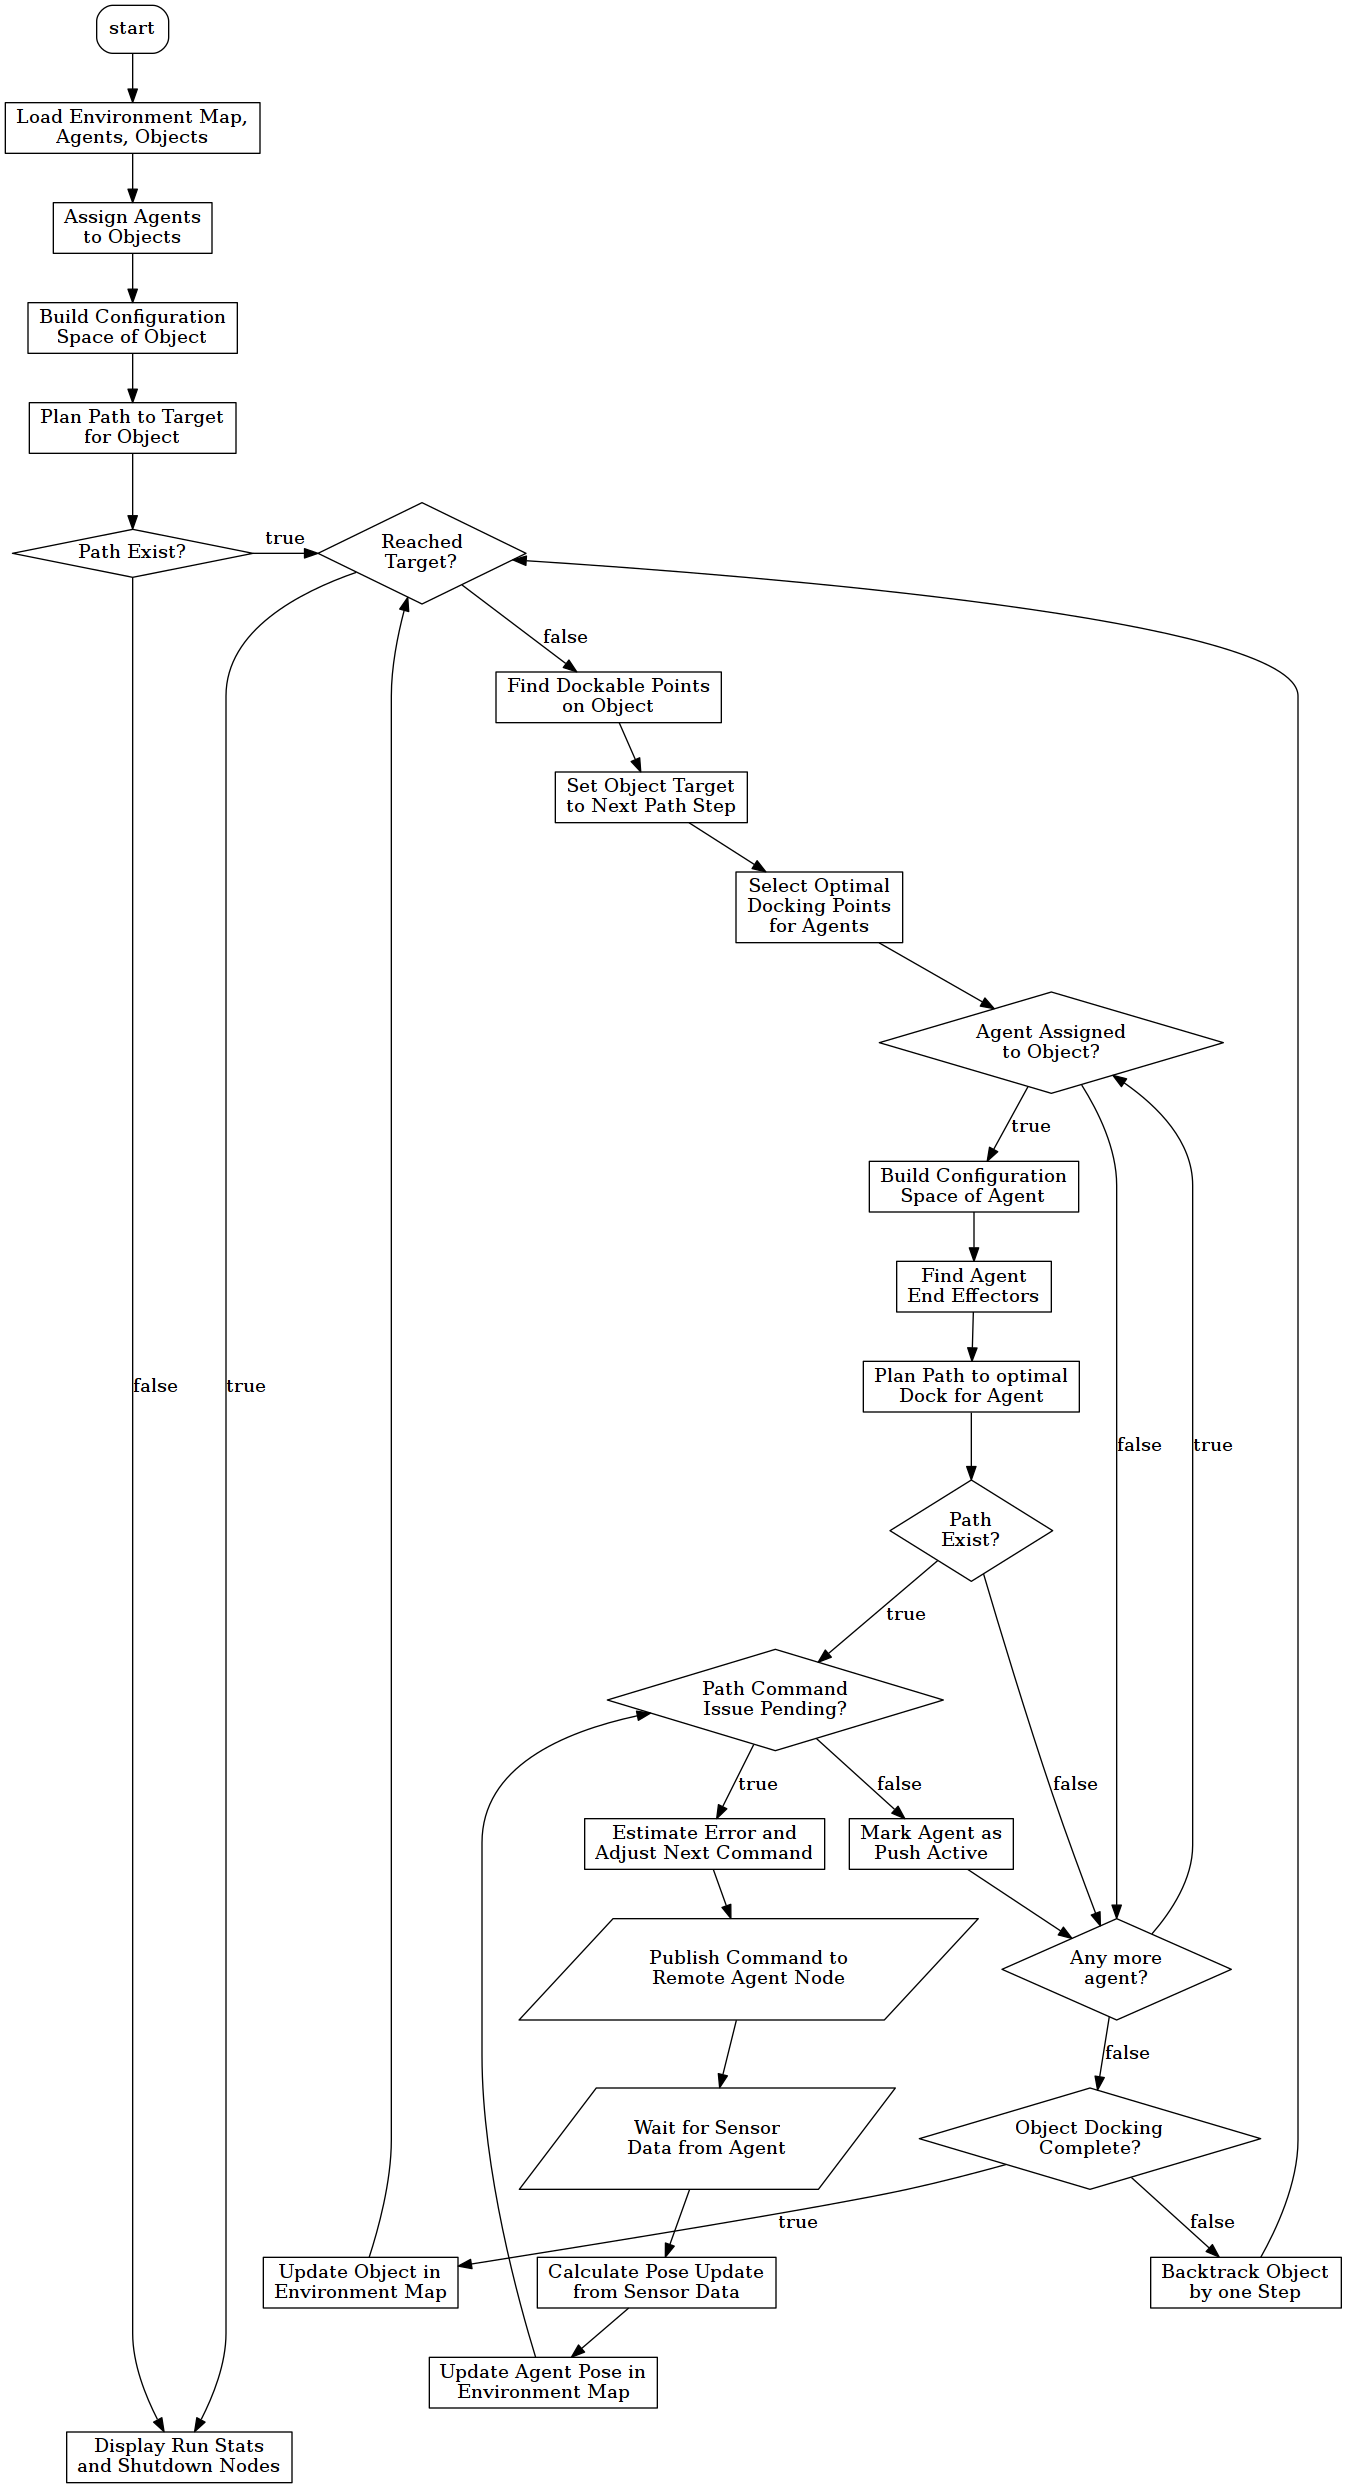 start
Load Environment Map,
Agents, Objects
Assign Agents
to Objects
Build Configuration
Space of Object
Plan Path to Target
for Object
Path Exist?
true
Reached
Target?
false
Find Dockable Points
on Object
Set Object Target
to Next Path Step
Select Optimal
Docking Points
for Agents
Agent Assigned
to Object?
true
Build Configuration
Space of Agent
Find Agent
End Effectors
Plan Path to optimal
Dock for Agent
false
true
false
true
Path
Exist?
true
Path Command
Issue Pending?
true
false
false
Estimate Error and
Adjust Next Command
Mark Agent as
Push Active
Publish Command to
Remote Agent Node
Any more
agent?
false
Wait for Sensor
Data from Agent
Object Docking
Complete?
true
false
Update Object in
Environment Map
Calculate Pose Update
from Sensor Data
Backtrack Object
by one Step
Update Agent Pose in
Environment Map
Display Run Stats
and Shutdown Nodes